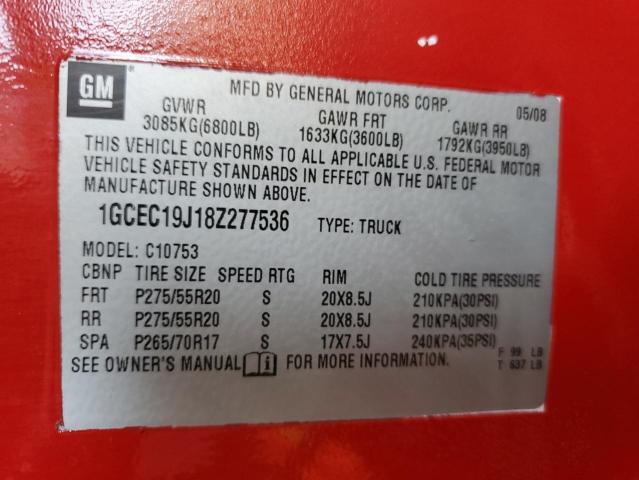 GM
MFD BY GENERAL MOTORS CORP. 05/08
GVWR GAWR FRT GAWR RR
3085KG(6800LB) 1633KG(3600LB) 1792KG(3950LB)
THIS VEHICLE CONFORMS TO ALL APPLICABLE U.S. FEDERAL MOTOR
VEHICLE SAFETY STANDARDS IN EFFECT ON THE DATE OF
MANUFACTURE SHOWN ABOVE.
1GCEC19J18Z277536 TYPE: TRUCK
MODEL: C10753
CBNP TIRE SIZE SPEED RTG RIM COLD TIRE PRESSURE
FRT P275/55R20 S 20X8.5J 210KPA(30PSI)
RR P275/55R20 S 20X8.5J 210KPA(30PSI)
SPA P265/70R17 S 17X7.5J 240KPA(35PSI)
F 99 LB
SEE OWNER'S MANUAL i FOR MORE INFORMATION. T 637 LB